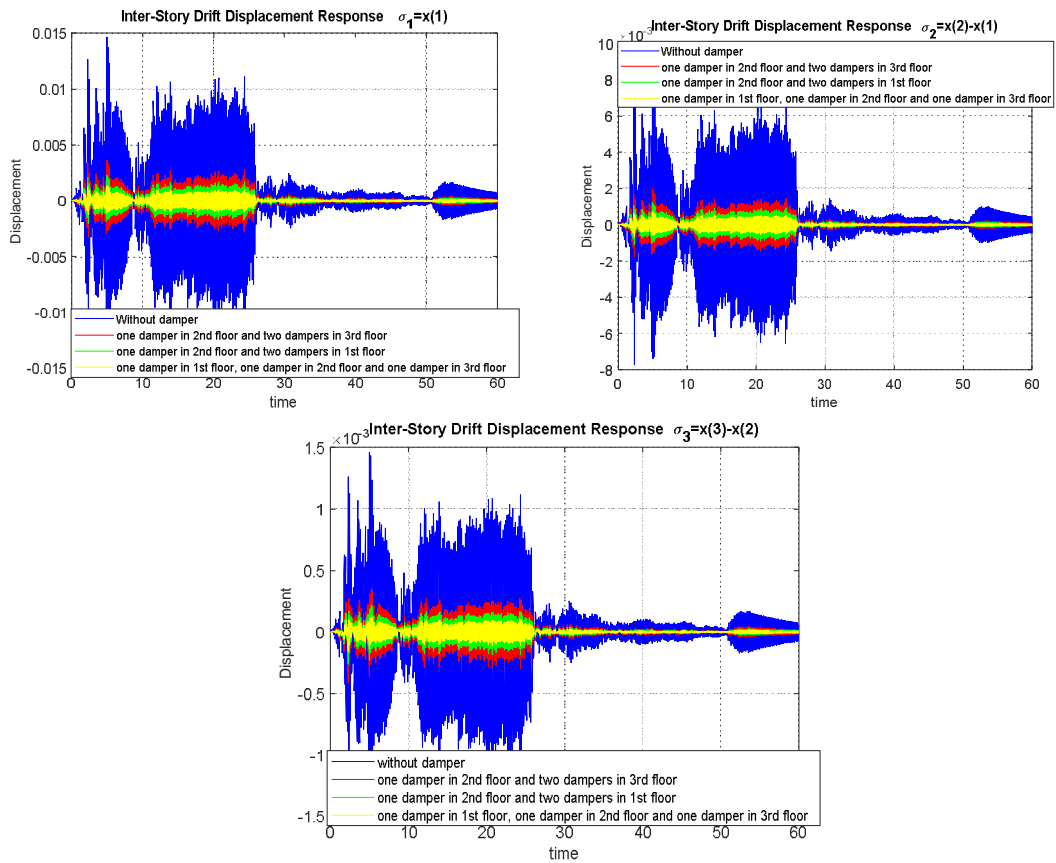 Inter-Story Drift Displacement Response σ1=x(1)
0.015
0.01
0.005
0
-0.005
-0.01
-0.015
Displacement
Without damper
one damper in 2nd floor and two dampers in 3rd floor
one damper in 2nd floor and two dampers in 1st floor
one damper in 1st floor, one damper in 2nd floor and one damper in 3rd floor
0 10 20 30 40 50 60
time
×10-3
Inter-Story Drift Displacement Response σ2=x(2)-x(1)
10
8
6
4
2
0
-2
-4
-6
-8
Displacement
Without damper
one damper in 2nd floor and two dampers in 3rd floor
one damper in 2nd floor and two dampers in 1st floor
one damper in 1st floor, one damper in 2nd floor and one damper in 3rd floor
0 10 20 30 40 50 60
time
×10-3
Inter-Story Drift Displacement Response σ3=x(3)-x(2)
1.5
1
0.5
0
-0.5
-1
-1.5
Displacement
without damper
one damper in 2nd floor and two dampers in 3rd floor
one damper in 2nd floor and two dampers in 1st floor
one damper in 1st floor, one damper in 2nd floor and one damper in 3rd floor
0 10 20 30 40 50 60
time